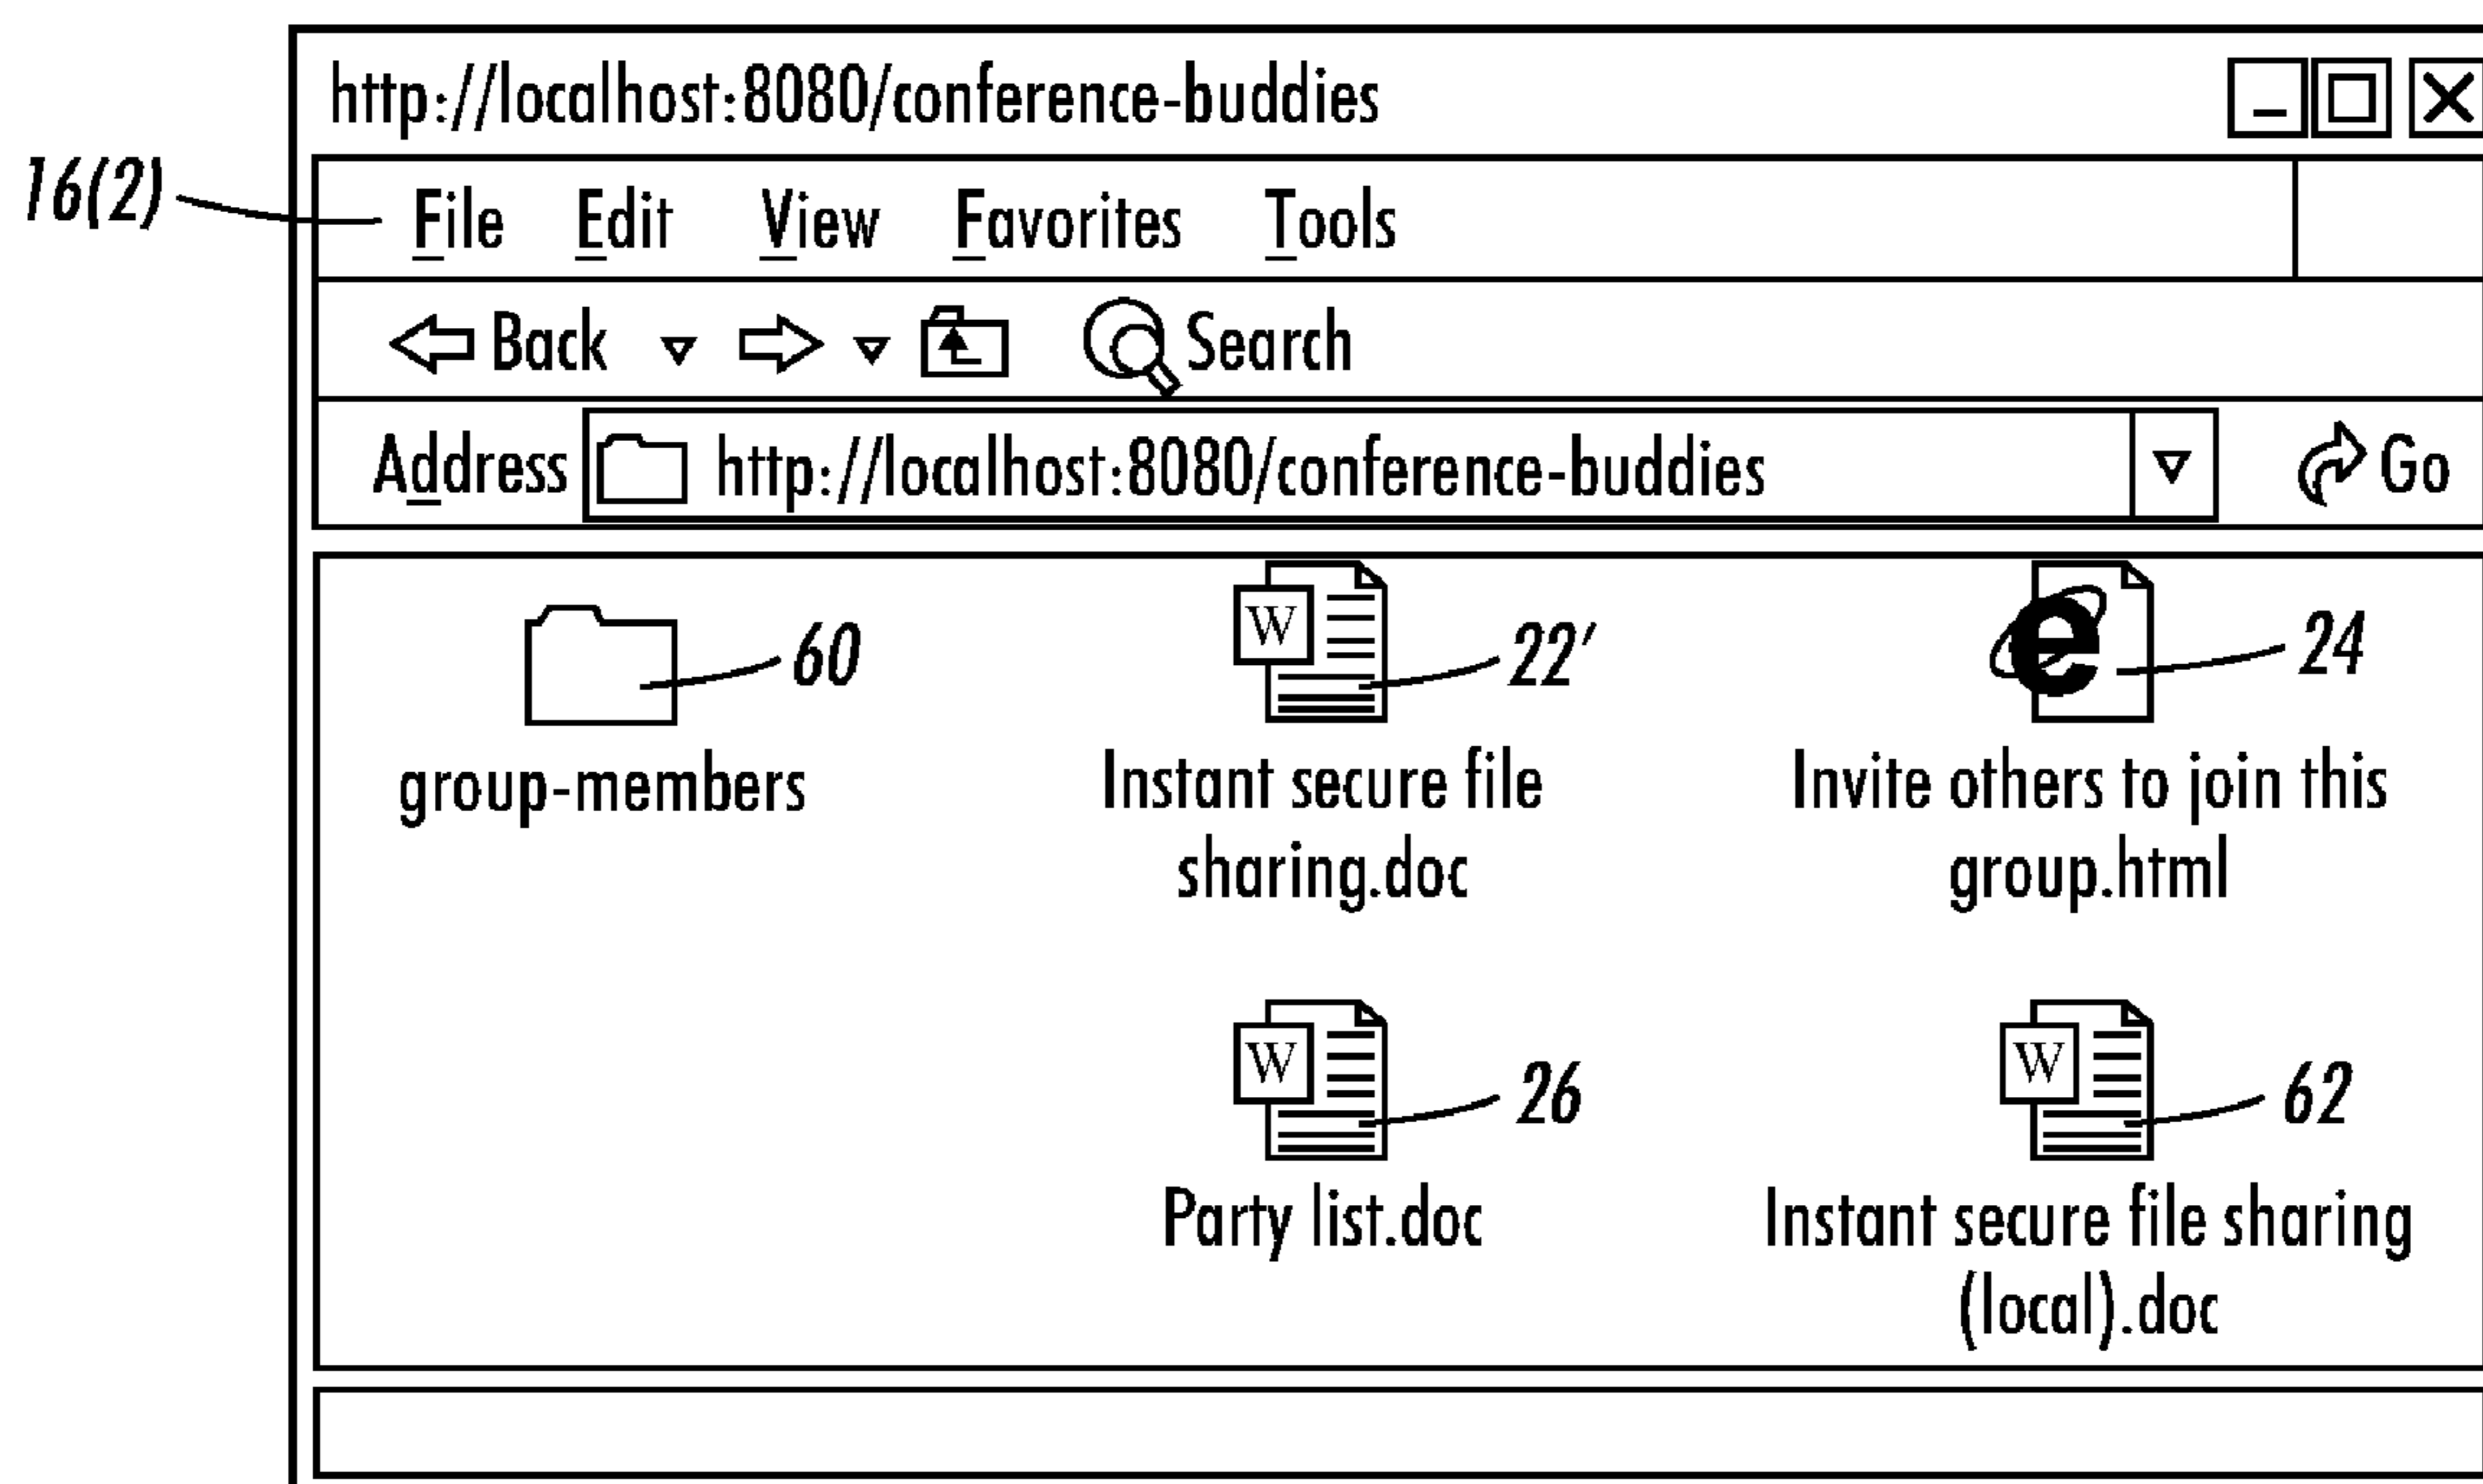 http://localhost:8080/conference-buddies
16(2)
File Edit View Favorites Tools
Back Search
Address http://localhost:8080/conference-buddies Go
60 W 22' e 24
group-members Instant secure file Invite others to join this
sharing.doc group.html
W 26 W 62
Party list.doc Instant secure file sharing
(local).doc